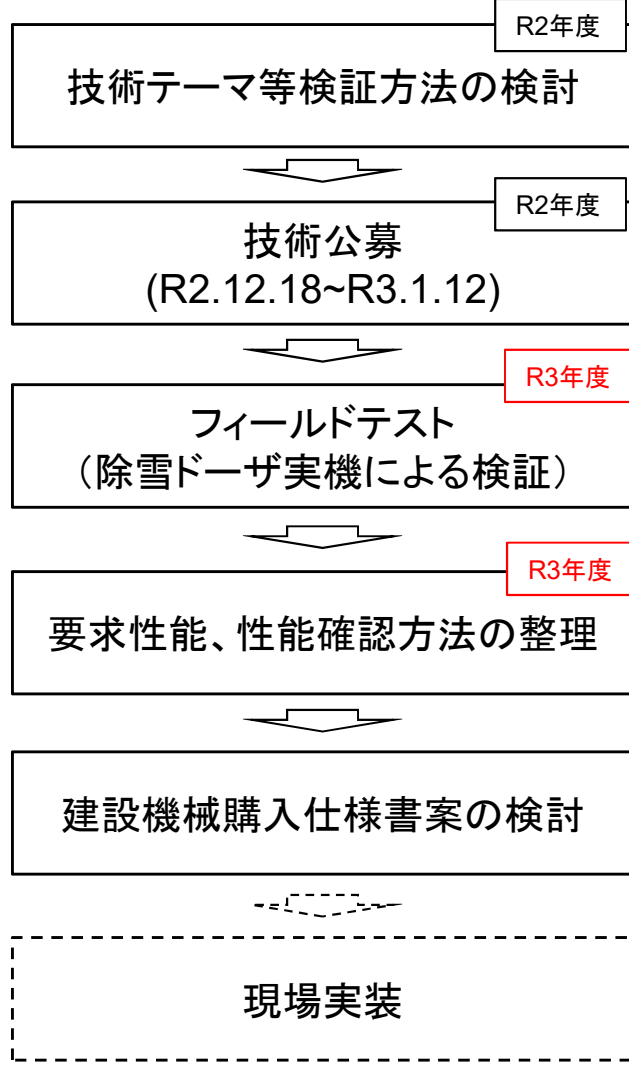 R2年度
技術テーマ等検証方法の検討
R2年度
技術公募
(R2.12.18~R3.1.12)
R3年度
フィールドテスト
（除雪ドーザ実機による検証）
R3年度
要求性能、性能確認方法の整理
建設機械購入仕様書案の検討
現場実装